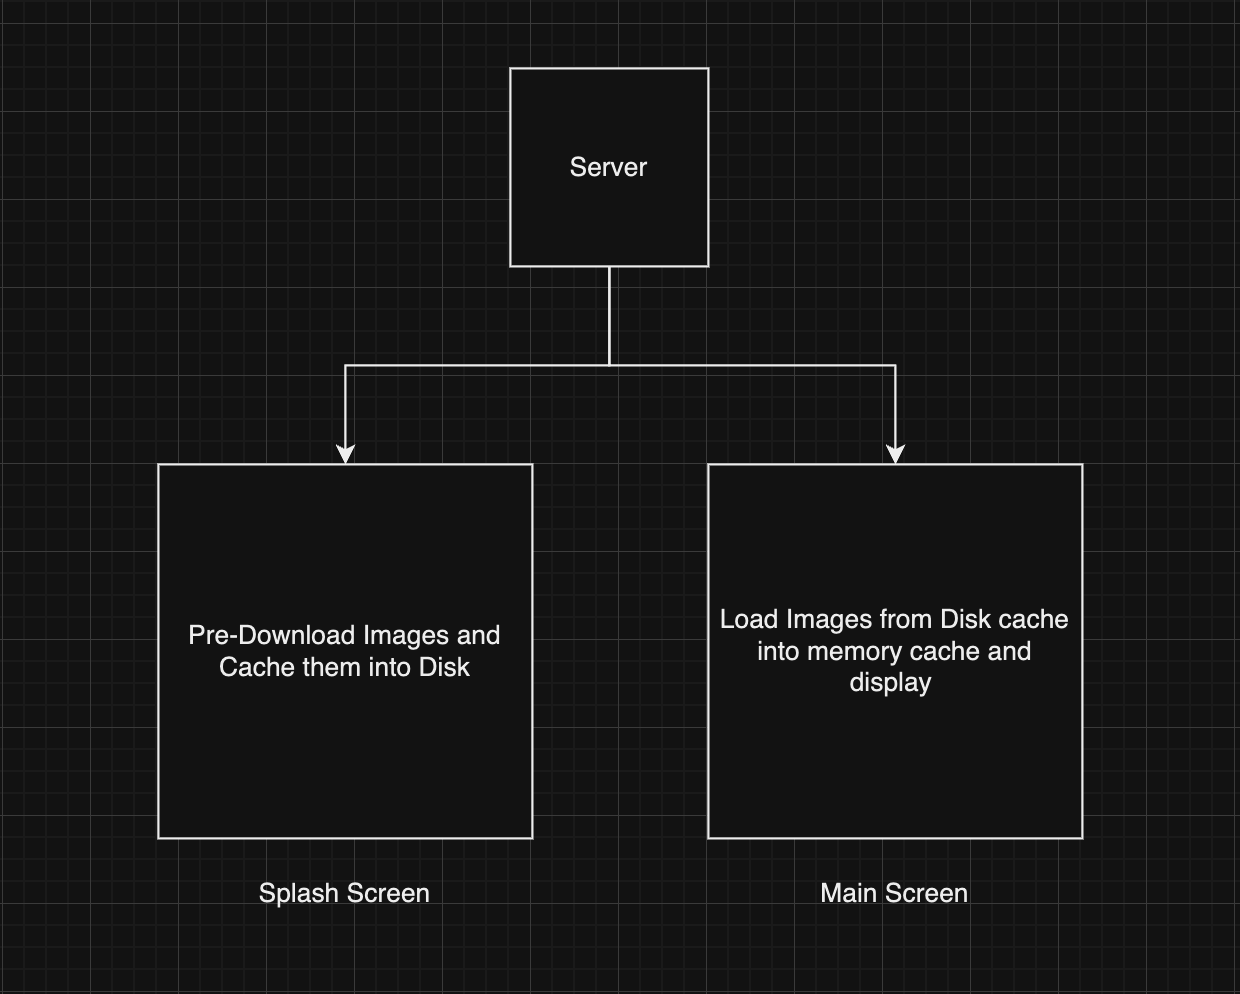 Server
Pre-Download Images and
Cache them into Disk
Load Images from Disk cache
into memory cache and
display
Splash Screen
Main Screen